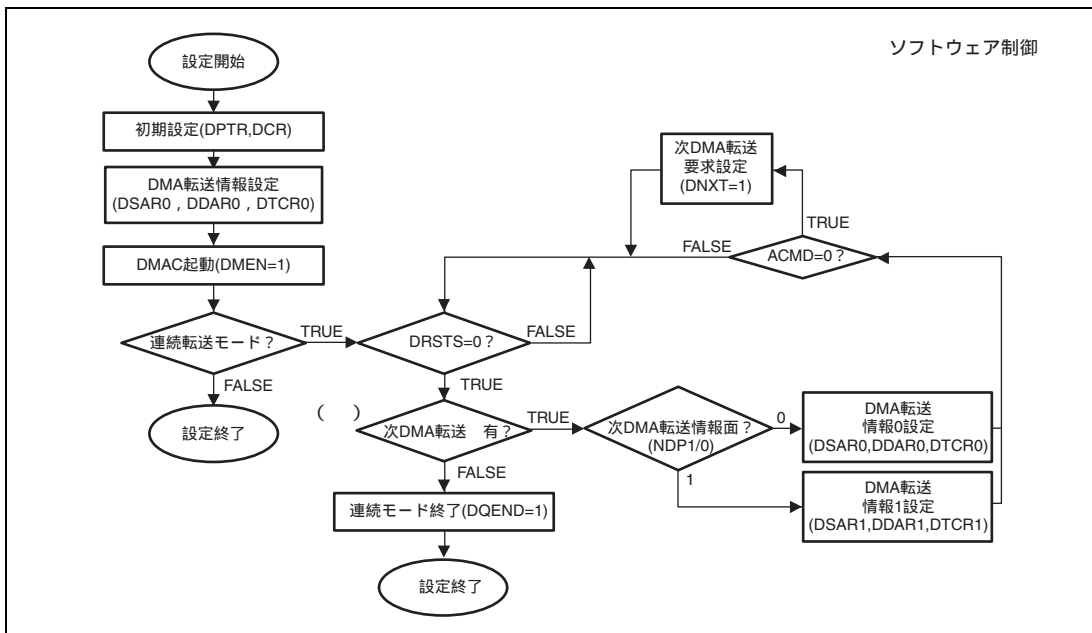 ソフトウェア制御
設定開始
初期設定(DPTR,DCR)
DMA転送情報設定
(DSAR0 , DDAR0 , DTCR0)
DMAC起動(DMEN=1)
連続転送モード?
TRUE
FALSE
設定終了
DRSTS=0?
FALSE
TRUE
( )
次DMA転送 有?
TRUE
FALSE
連続モード終了(DQEND=1)
設定終了
次DMA転送情報面?
(NDP1/0)
0
1
DMA転送
情報0設定
(DSAR0,DDAR0,DTCR0)
DMA転送
情報1設定
(DSAR1,DDAR1,DTCR1)
ACMD=0?
FALSE
TRUE
次DMA転送
要求設定
(DNXT=1)